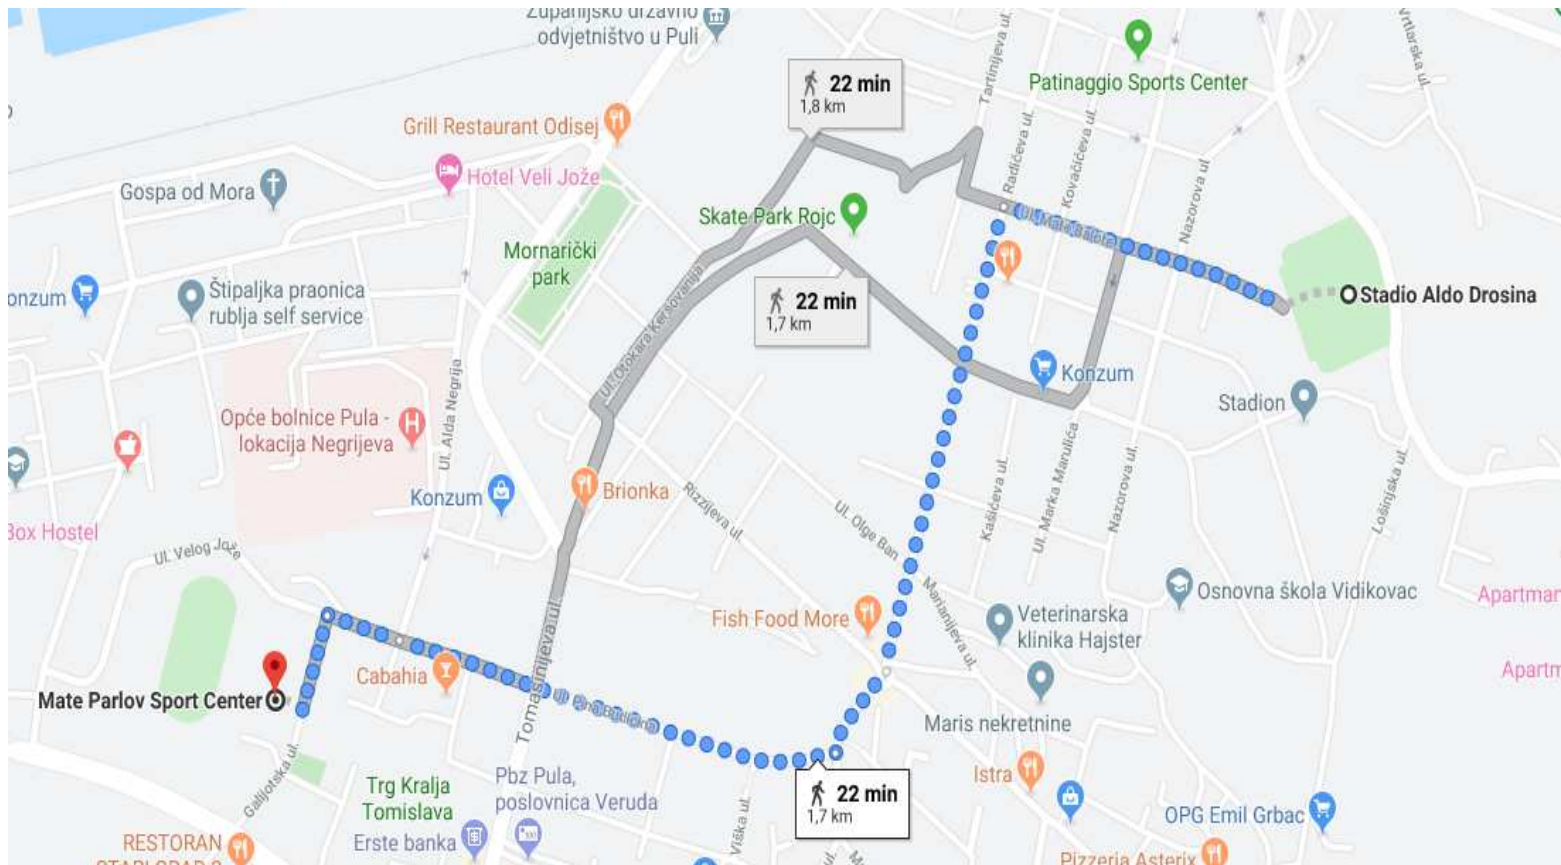 Županijsko državno
odvjetništvo u Puli
Tartinijeva ul.
Vrtlarska ul.
Patinaggio Sports Center
22 min
1,8 km
Grill Restaurant Odisej
Radićeva ul.
Kovačićeva ul.
Hotel Veli Jože
Gospa od Mora
Nazorova ul.
Skate Park Rojc
Ul. Mate Balote
Mornarički
park
Ul. Otokara Keršovanija
Štipaljka praonica
rublja self service
onzum
22 min
1,7 km
Stadio Aldo Drosina
Konzum
Stadion
Ul. Alda Negrija
Opće bolnice Pula -
lokacija Negrijeva
Ul. Marka Marulića
Kašićeva ul.
Nazorova ul.
Lošinjska ul.
Konzum
Brionka
Rizzijeva ul.
Ul. Olge Ban
Box Hostel
Ul. Velog Jože
Marianijeva ul.
Osnovna škola Vidikovac
Apartmar
Fish Food More
Veterinarska
klinika Hajster
Tomasinijeva ul.
Cabahia
Apartm
Mate Parlov Sport Center
Maris nekretnine
Galijotska ul.
Trg Kralja
Tomislava
Pbz Pula,
poslovnica Veruda
Istra
22 min
1,7 km
OPG Emil Grbac
Viška ul.
RESTORAN
Erste banka
Pizzeria Asterix